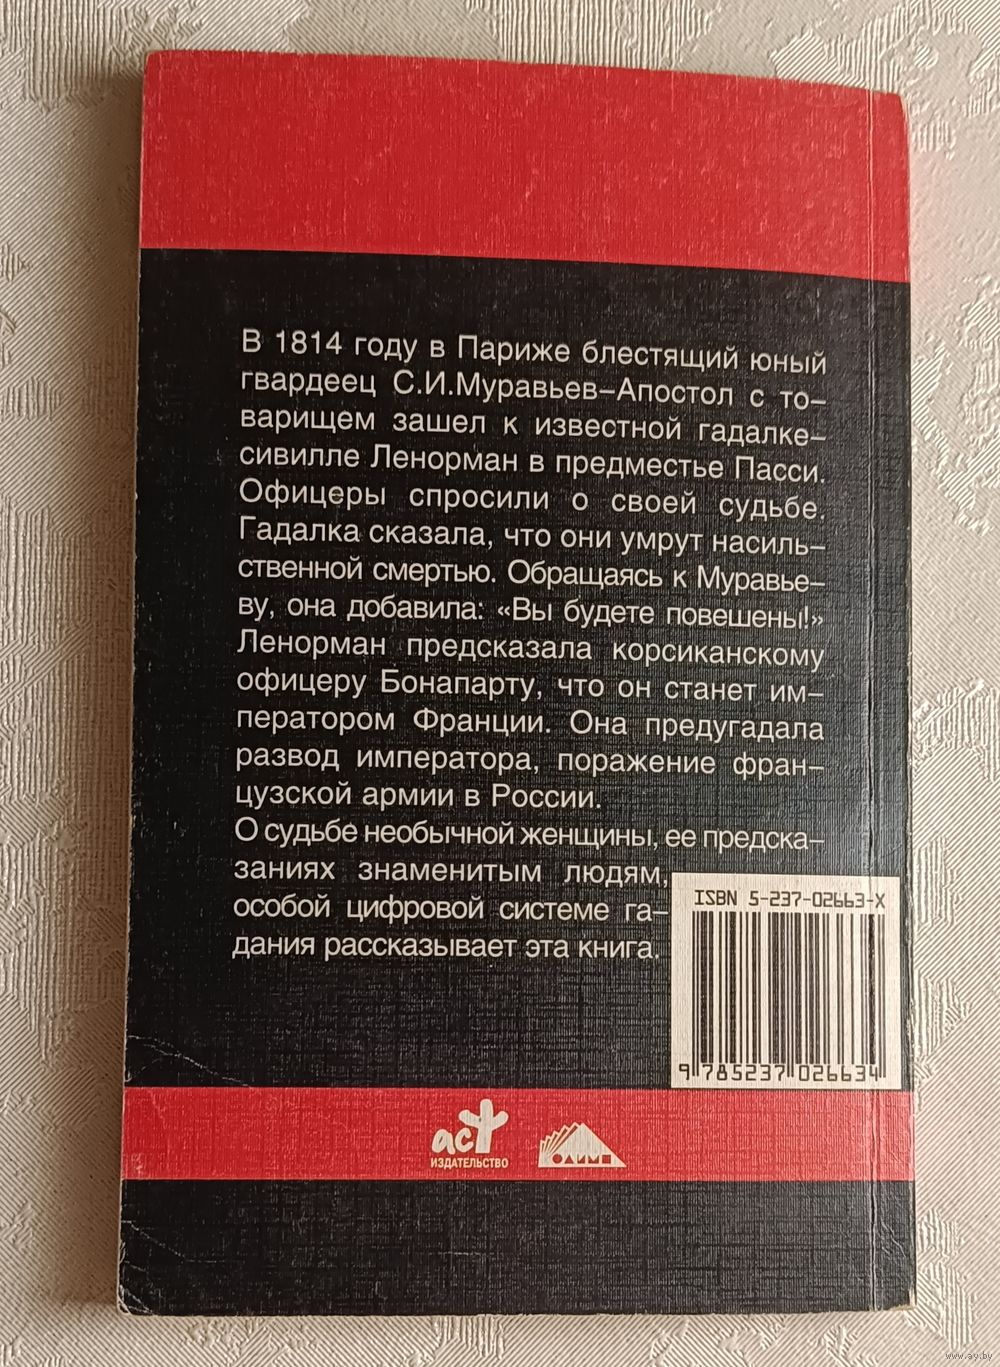 В 1814 году в Париже блестящий юный
гвардеец С.И.Муравьев-Апостол с то-
варищем зашел к известной гадалке-
сивилле Ленорман в предместье Пасси.
Офицеры спросили о своей судьбе.
Гадалка сказала, что они умрут насиль-
ственной смертью. Обращаясь к Муравье-
ву, она добавила: «Вы будете повешены!»
Ленорман предсказала корсиканскому
офицеру Бонапарту, что он станет им-
ператором Франции. Она предугадала
развод императора, поражение фран-
цузской армии в России.
О судьбе необычной женщины, ее предска-
заниях знаменитым людям,
особой цифровой системе га-
дания рассказывает эта книга.
ISBN 5-237-02663-X
9 785237 026634
аст
ИЗДАТЕЛЬСТВО
ОЛИМП
www.ay.by